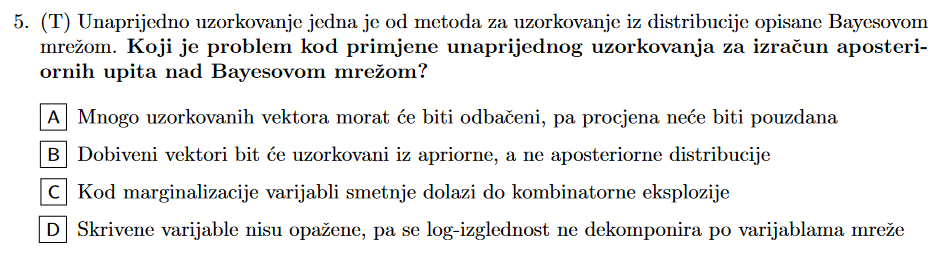 5. (T) Unaprijedno uzorkovanje jedna je od metoda za uzorkovanje iz distribucije opisane Bayesovom
mrežom. Koji je problem kod primjene unaprijednog uzorkovanja za izračun aposteri-
ornih upita nad Bayesovom mrežom?
A Mnogo uzorkovanih vektora morat će biti odbačeni, pa procjena neće biti pouzdana
B Dobiveni vektori bit će uzorkovani iz apriorne, a ne aposteriorne distribucije
C Kod marginalizacije varijabli smetnje dolazi do kombinatorne eksplozije
D Skrivene varijable nisu opažene, pa se log-izglednost ne dekomponira po varijablama mreže